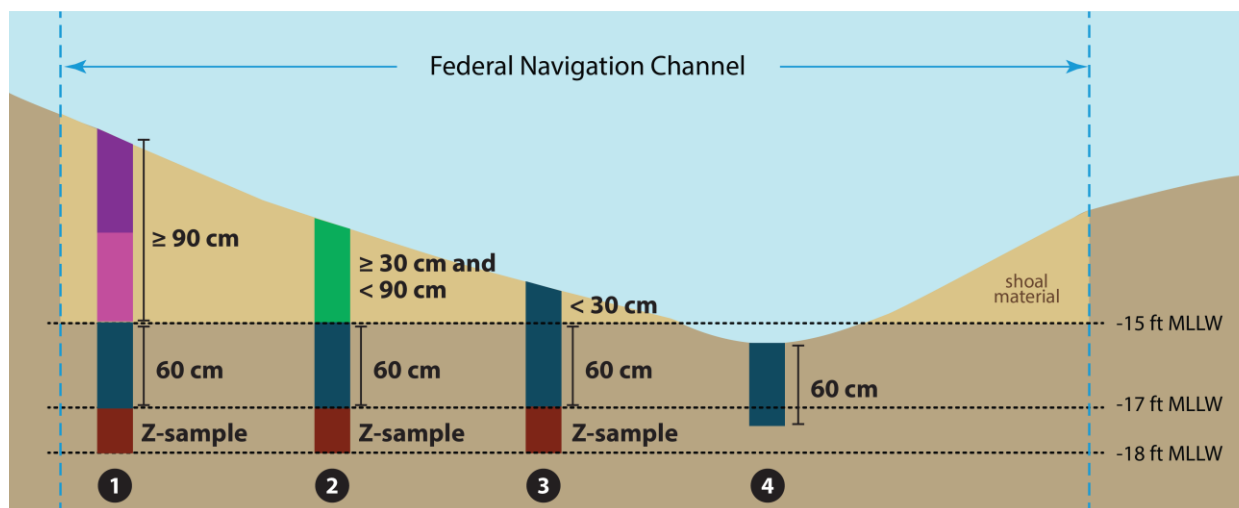 Federal Navigation Channel
≥ 90 cm
≥ 30 cm and
< 90 cm
< 30 cm
shoal
material
-15 ft MLLW
60 cm
60 cm
60 cm
60 cm
-17 ft MLLW
Z-sample
Z-sample
Z-sample
-18 ft MLLW
1
2
3
4